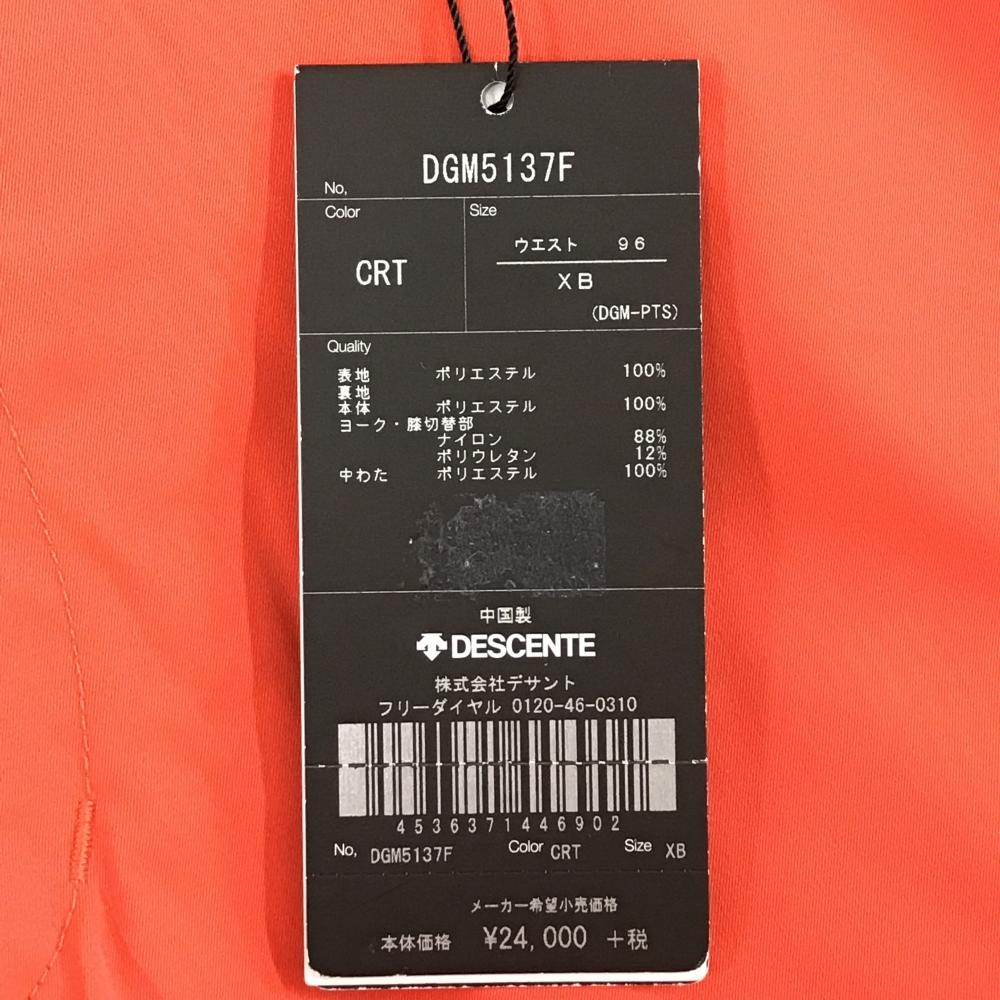 DGM5137F
No,
Color
Size
CRT
ウエスト 96
XB
(DGM-PTS)
Quality
表地 ポリエステル 100%
裏地
本体 ポリエステル 100%
ヨーク・膝切替部
ナイロン 88%
ポリウレタン 12%
中わた ポリエステル 100%
中国製
DESCENTE
株式会社デサント
フリーダイヤル 0120-46-0310
4536371446902
No, DGM5137F Color CRT Size XB
メーカー希望小売価格
本体価格 ¥24,000 +税